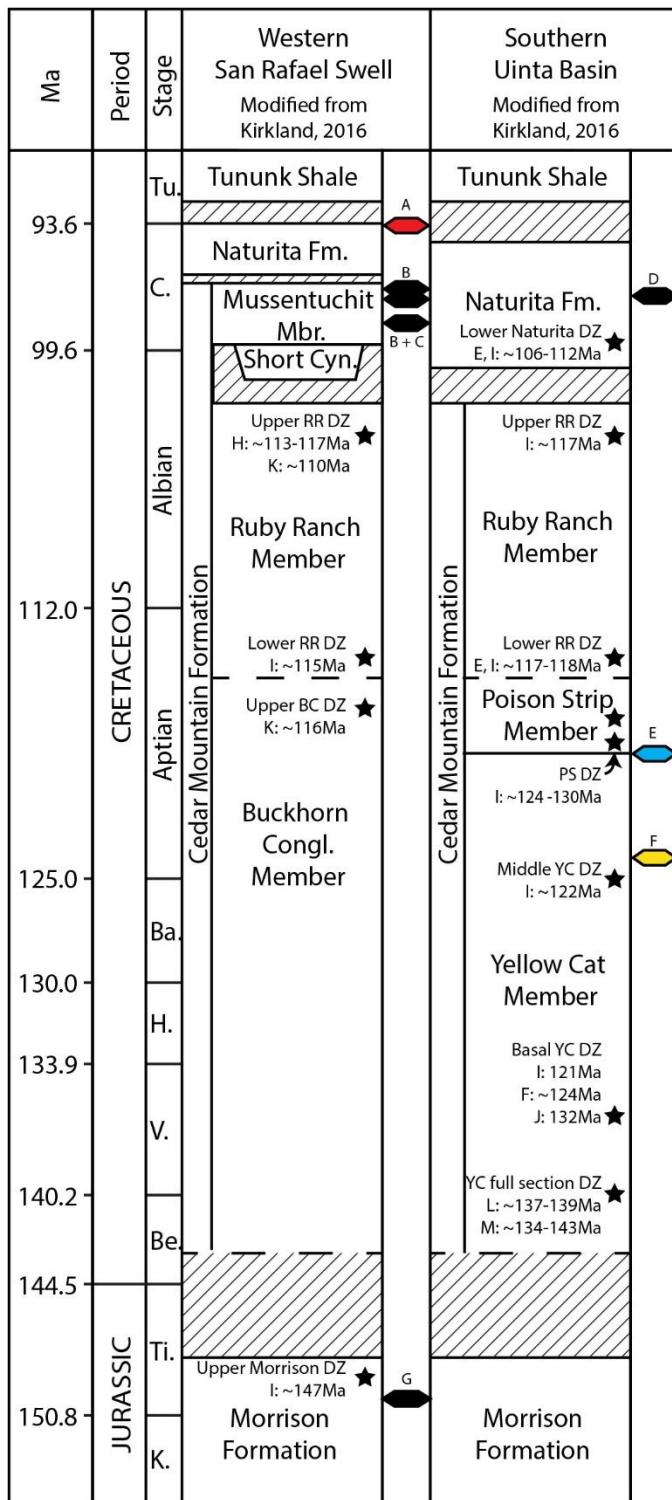 Ma
Period
Stage
Western
San Rafael Swell
Modified from
Kirkland, 2016
Southern
Uinta Basin
Modified from
Kirkland, 2016
93.6
99.6
112.0
125.0
130.0
133.9
140.2
144.5
150.8
CRETACEOUS
JURASSIC
Tu.
C.
Albian
Aptian
Ba.
H.
V.
Be.
Ti.
K.
Tununk Shale
Naturita Fm.
Mussentuchit
Mbr.
Short Cyn.
Upper RR DZ
H: ~113-117Ma
K: ~110Ma
Ruby Ranch
Member
Cedar Mountain Formation
Lower RR DZ
I: ~115Ma
Upper BC DZ
K: ~116Ma
Buckhorn
Congl.
Member
Upper Morrison DZ
I: ~147Ma
Morrison
Formation
A
B
B + C
G
Tununk Shale
Naturita Fm.
Lower Naturita DZ
E, I: ~106-112Ma
Upper RR DZ
I: ~117Ma
Ruby Ranch
Member
Cedar Mountain Formation
Lower RR DZ
E, I: ~117-118Ma
Poison Strip
Member
PS DZ
I: ~124-130Ma
Middle YC DZ
I: ~122Ma
Yellow Cat
Member
Basal YC DZ
I: 121Ma
F: ~124Ma
J: 132Ma
YC full section DZ
L: ~137-139Ma
M: ~134-143Ma
Morrison
Formation
D
E
F